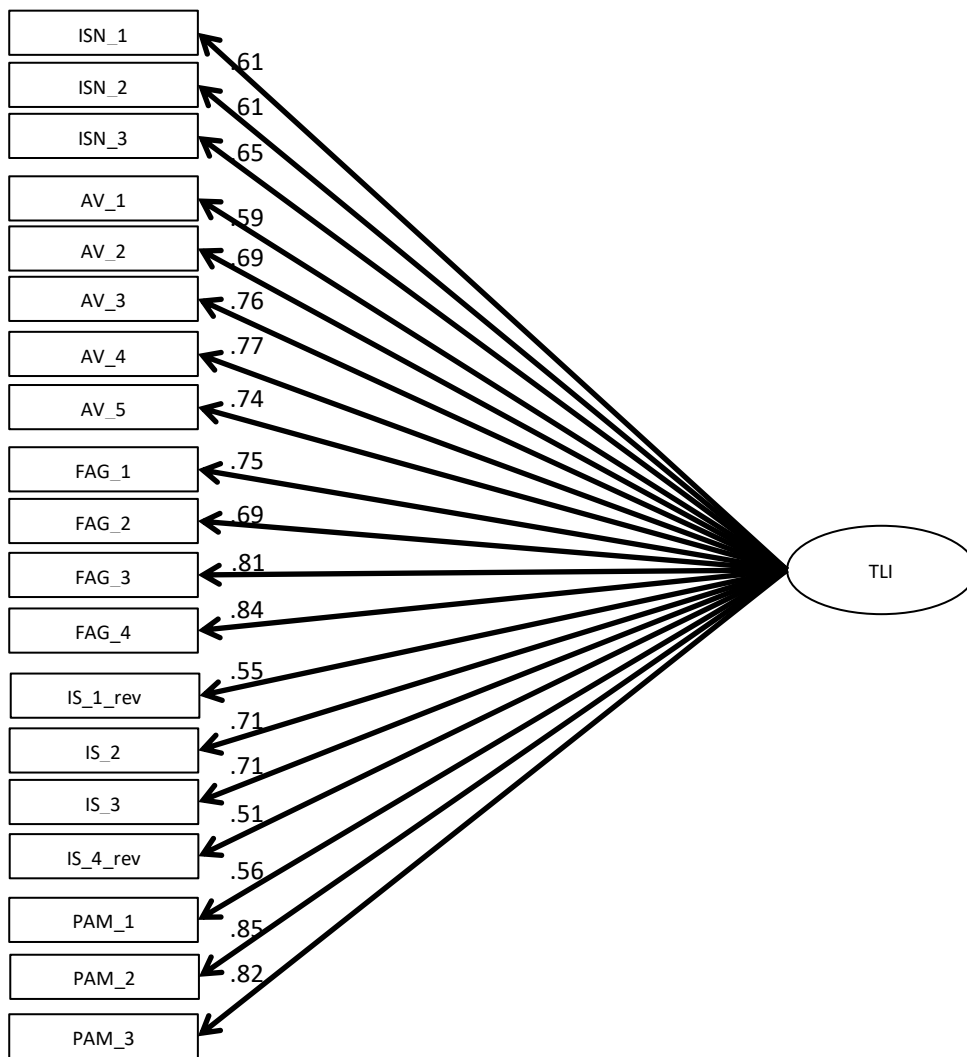 ISN_1
.61
ISN_2
.61
ISN_3
.65
AV_1
.59
AV_2
.69
AV_3
.76
AV_4
.77
AV_5
.74
FAG_1
.75
FAG_2
.69
FAG_3
.81
FAG_4
.84
IS_1_rev
.55
IS_2
.71
IS_3
.71
IS_4_rev
.51
PAM_1
.56
PAM_2
.85
PAM_3
.82
TLI